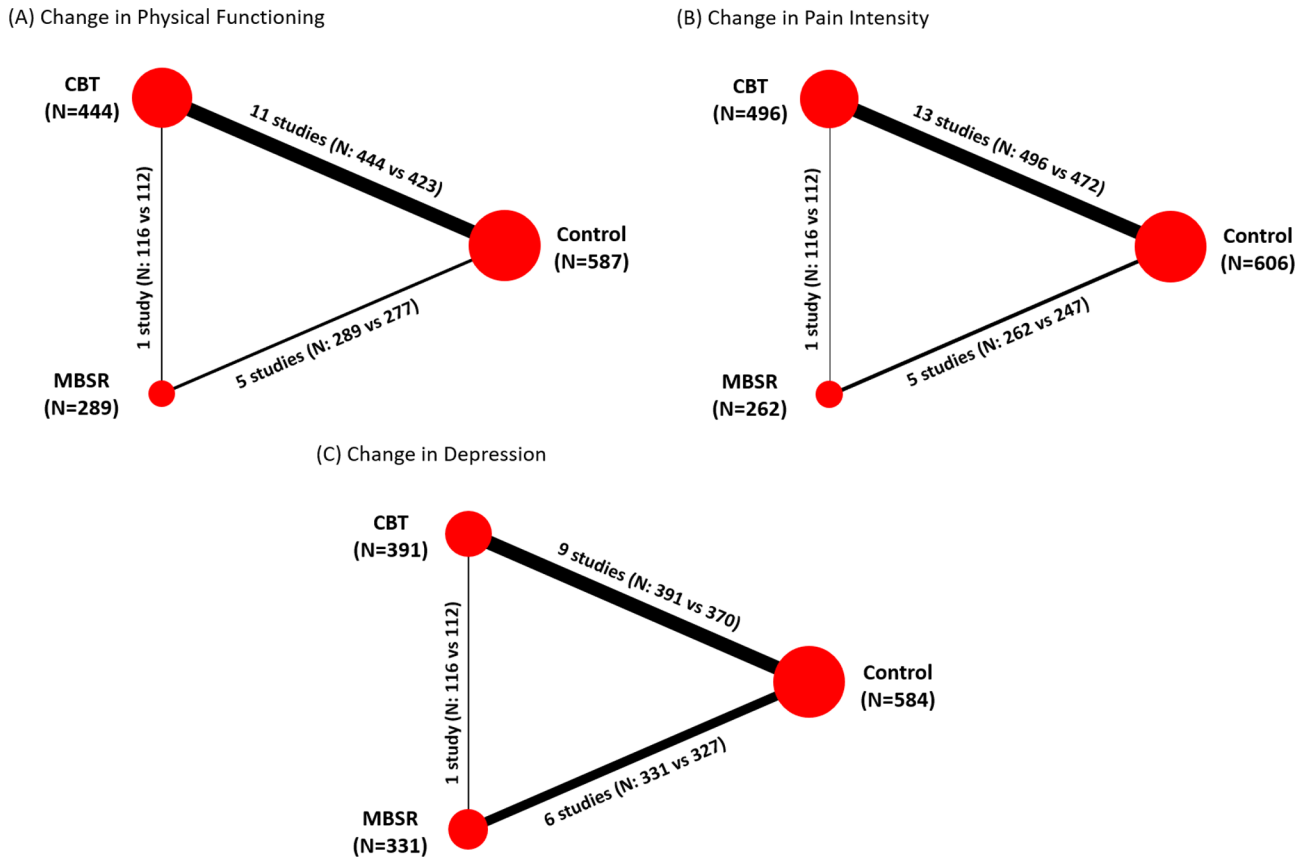 (A) Change in Physical Functioning
CBT
(N=444)
11 studies (N: 444 vs 423)
1 study (N: 116 vs 112)
Control
(N=587)
5 studies (N: 289 vs 277)
MBSR
(N=289)
(B) Change in Pain Intensity
CBT
(N=496)
13 studies (N: 496 vs 472)
1 study (N: 116 vs 112)
Control
(N=606)
5 studies (N: 262 vs 247)
MBSR
(N=262)
(C) Change in Depression
CBT
(N=391)
9 studies (N: 391 vs 370)
1 study (N: 116 vs 112)
Control
(N=584)
6 studies (N: 331 vs 327)
MBSR
(N=331)